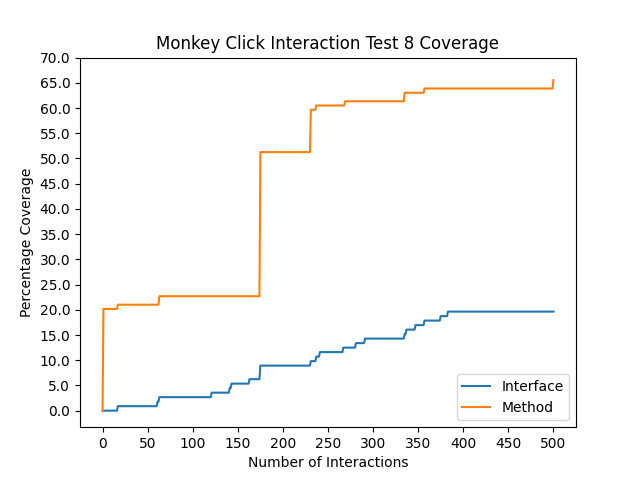 Monkey Click Interaction Test 8 Coverage
70.0
65.0
60.0
55.0
50.0
45.0
40.0
35.0
30.0
25.0
20.0
15.0
10.0
5.0
0.0
Percentage Coverage
Interface
Method
0 50 100 150 200 250 300 350 400 450 500
Number of Interactions